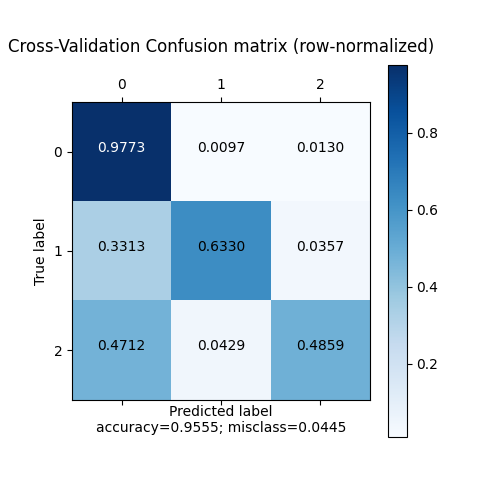 Cross-Validation Confusion matrix (row-normalized)
0 1 2
0 0.9773 0.0097 0.0130
1 0.3313 0.6330 0.0357
2 0.4712 0.0429 0.4859
True label
Predicted label
accuracy=0.9555; misclass=0.0445
0.8
0.6
0.4
0.2